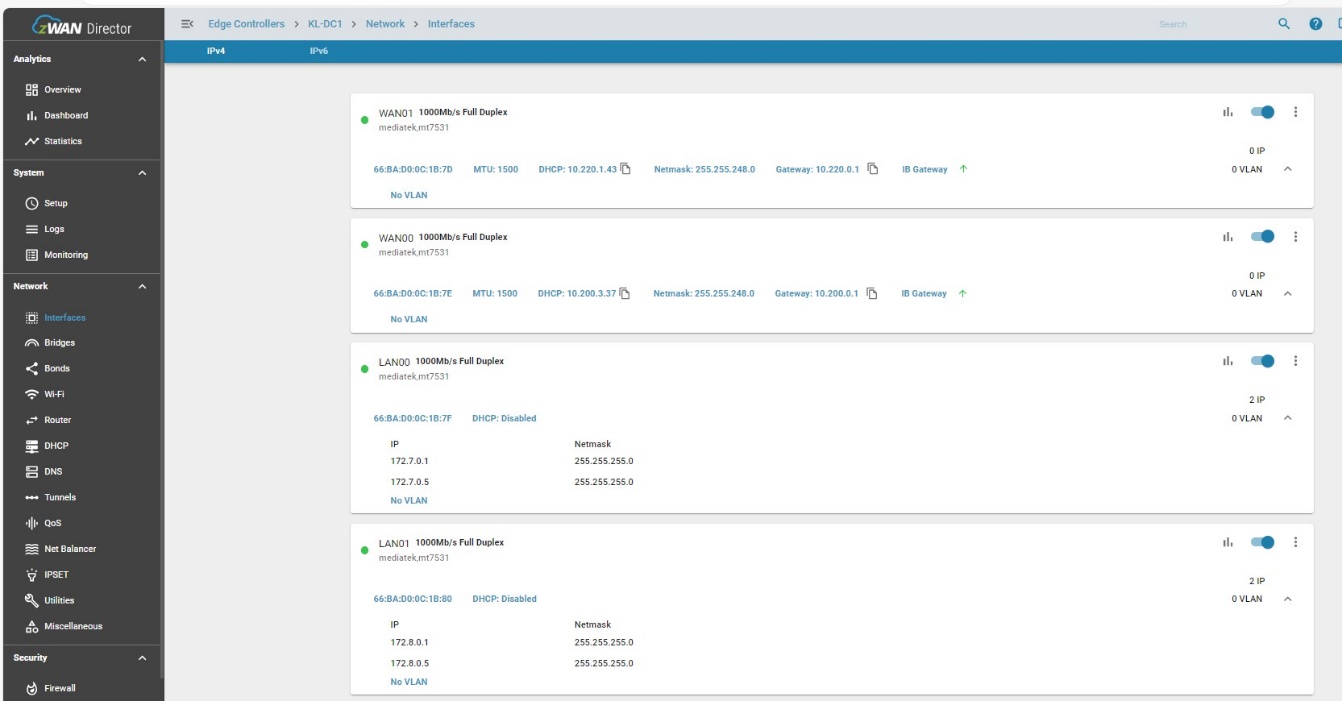 zWAN Director
Edge Controllers > KL-DC1 > Network > Interfaces
Search
IPv4 IPv6
Analytics
Overview
Dashboard
Statistics
System
Setup
Logs
Monitoring
Network
Interfaces
Bridges
Bonds
Wi-Fi
Router
DHCP
DNS
Tunnels
QoS
Net Balancer
IPSET
Utilities
Miscellaneous
Security
Firewall
WAN01 1000Mb/s Full Duplex
mediatek,mt7531
0 IP
66:BA:D0:0C:1B:7D MTU: 1500 DHCP: 10.220.1.43 Netmask: 255.255.248.0 Gateway: 10.220.0.1 IB Gateway ↑ 0 VLAN
No VLAN
WAN00 1000Mb/s Full Duplex
mediatek,mt7531
0 IP
66:BA:D0:0C:1B:7E MTU: 1500 DHCP: 10.200.3.37 Netmask: 255.255.248.0 Gateway: 10.200.0.1 IB Gateway ↑ 0 VLAN
No VLAN
LAN00 1000Mb/s Full Duplex
mediatek,mt7531
2 IP
66:BA:D0:0C:1B:7F DHCP: Disabled 0 VLAN
IP Netmask
172.7.0.1 255.255.255.0
172.7.0.5 255.255.255.0
No VLAN
LAN01 1000Mb/s Full Duplex
mediatek,mt7531
2 IP
66:BA:D0:0C:1B:80 DHCP: Disabled 0 VLAN
IP Netmask
172.8.0.1 255.255.255.0
172.8.0.5 255.255.255.0
No VLAN